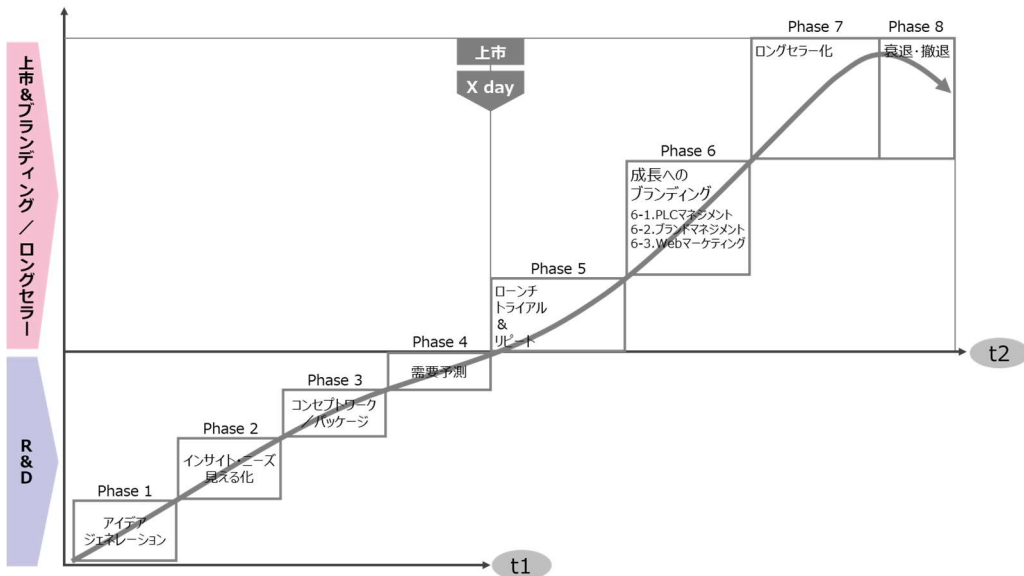 上市&ブランディング / ロングセラー
R&D
上市
X day
Phase 1
アイデア
ジェネレーション
Phase 2
インサイト・ニーズ
見える化
Phase 3
コンセプトワーク
/パッケージ
Phase 4
需要予測
Phase 5
ローンチ
トライアル
&
リピート
Phase 6
成長への
ブランディング
6-1.PLCマネジメント
6-2.ブランドマネジメント
6-3.Webマーケティング
Phase 7
ロングセラー化
Phase 8
衰退・撤退
t2
t1